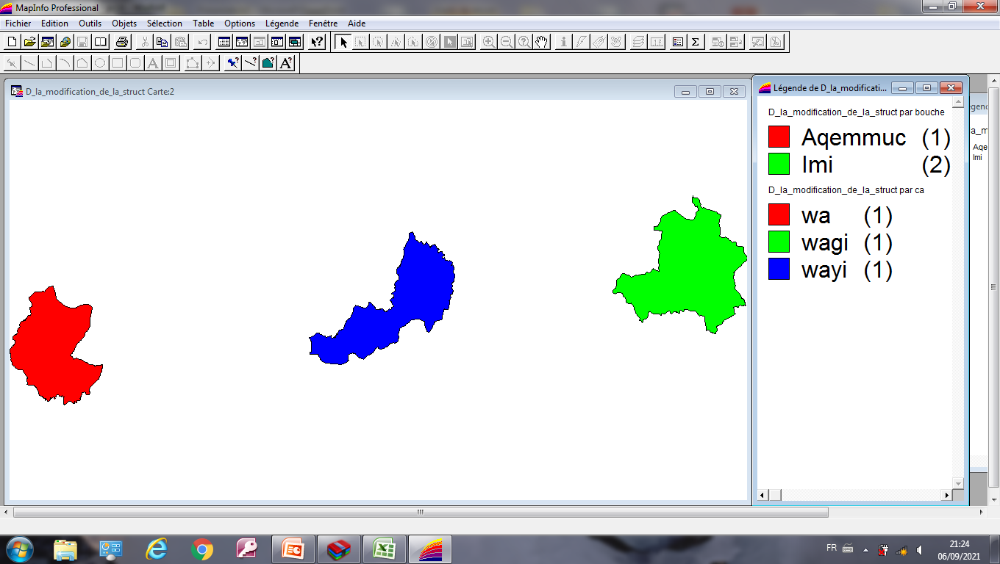 MapInfo Professional
Fichier Edition Outils Objets Sélection Table Options Légende Fenêtre Aide
D_la_modification_de_la_struct Carte:2
Légende de D_la_modificati...
D_la_modification_de_la_struct par bouche
Aqemmuc (1)
Imi (2)
D_la_modification_de_la_struct par ca
wa (1)
wagi (1)
wayi (1)
égend
a_m
Aqe
Imi
FR
21:24
06/09/2021